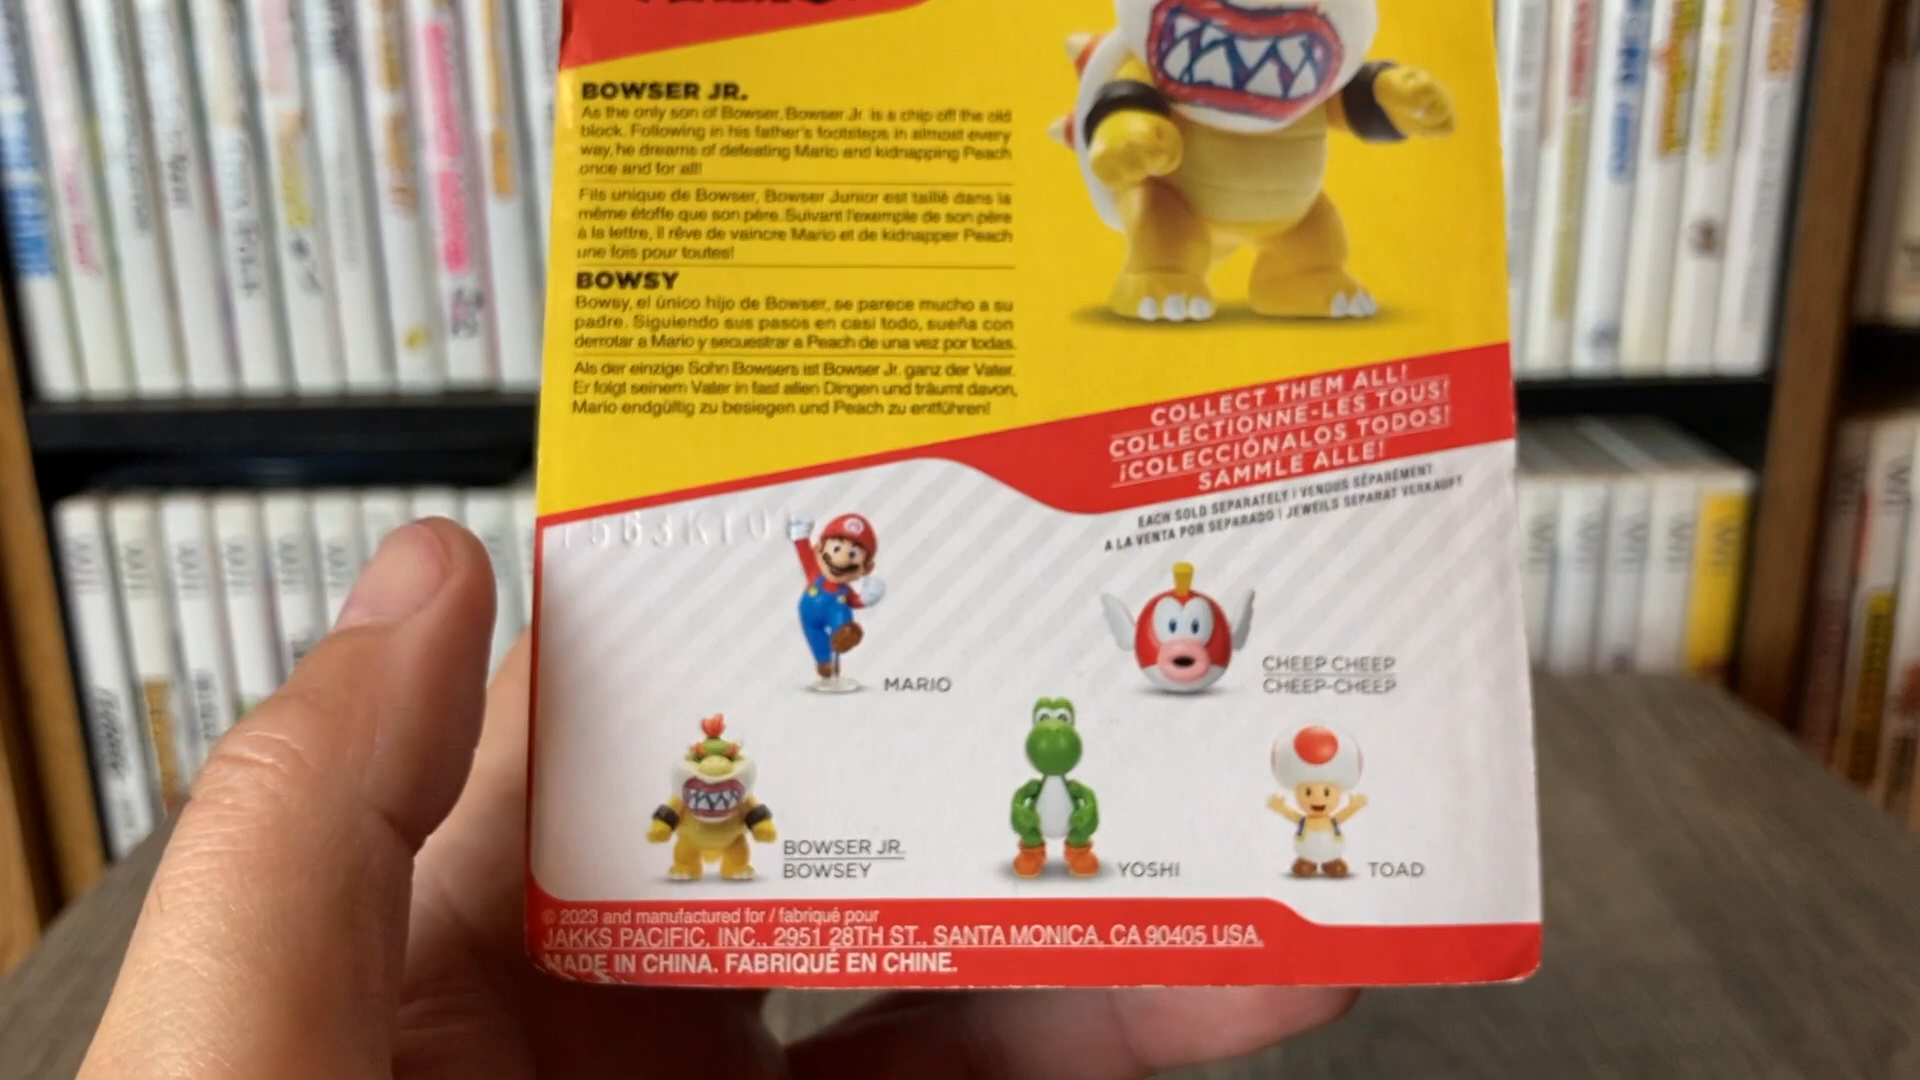 BOWSER JR.
As the only son of Bowser, Bowser Jr. is a chip off the old
block. Following in his father's footsteps in almost every
way, he dreams of defeating Mario and kidnapping Peach
once and for all!
Fils unique de Bowser, Bowser Junior est taillé dans la
même étoffe que son père. Suivant l'exemple de son père
à la lettre, il rêve de vaincre Mario et de kidnapper Peach
une fois pour toutes!
BOWSY
Bowsy, el único hijo de Bowser, se parece mucho a su
padre. Siguiendo sus pasos en casi todo, sueña con
derrotar a Mario y secuestrar a Peach de una vez por todas.
Als der einzige Sohn Bowsers ist Bowser Jr. ganz der Vater.
Er folgt seinem Vater in fast allen Dingen und träumt davon,
Mario endgültig zu besiegen und Peach zu entführen!
COLLECT THEM ALL!
COLLECTIONNE-LES TOUS!
¡COLECCIÓNALOS TODOS!
SAMMLE ALLE!
EACH SOLD SEPARATELY | VENDUS SÉPARÉMENT
A LA VENTA POR SEPARADO | JEWEILS SEPARAT VERKAUFT
MARIO
CHEEP CHEEP
CHEEP-CHEEP
BOWSER JR.
BOWSEY
YOSHI
TOAD
© 2023 and manufactured for / fabriqué pour
JAKKS PACIFIC, INC., 2951 28TH ST., SANTA MONICA, CA 90405 USA.
MADE IN CHINA. FABRIQUÉ EN CHINE.